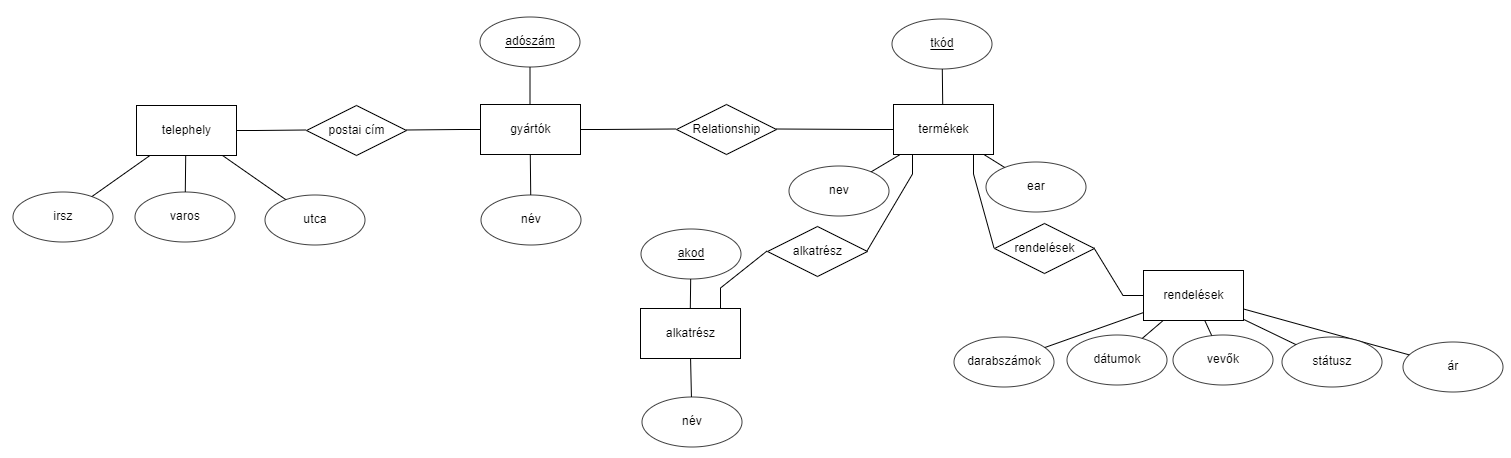 adószám
tkód
telephely
postai cím
gyártók
Relationship
termékek
irsz
varos
utca
név
nev
ear
akod
alkatrész
rendelések
alkatrész
rendelések
darabszámok
dátumok
vevők
státusz
ár
név